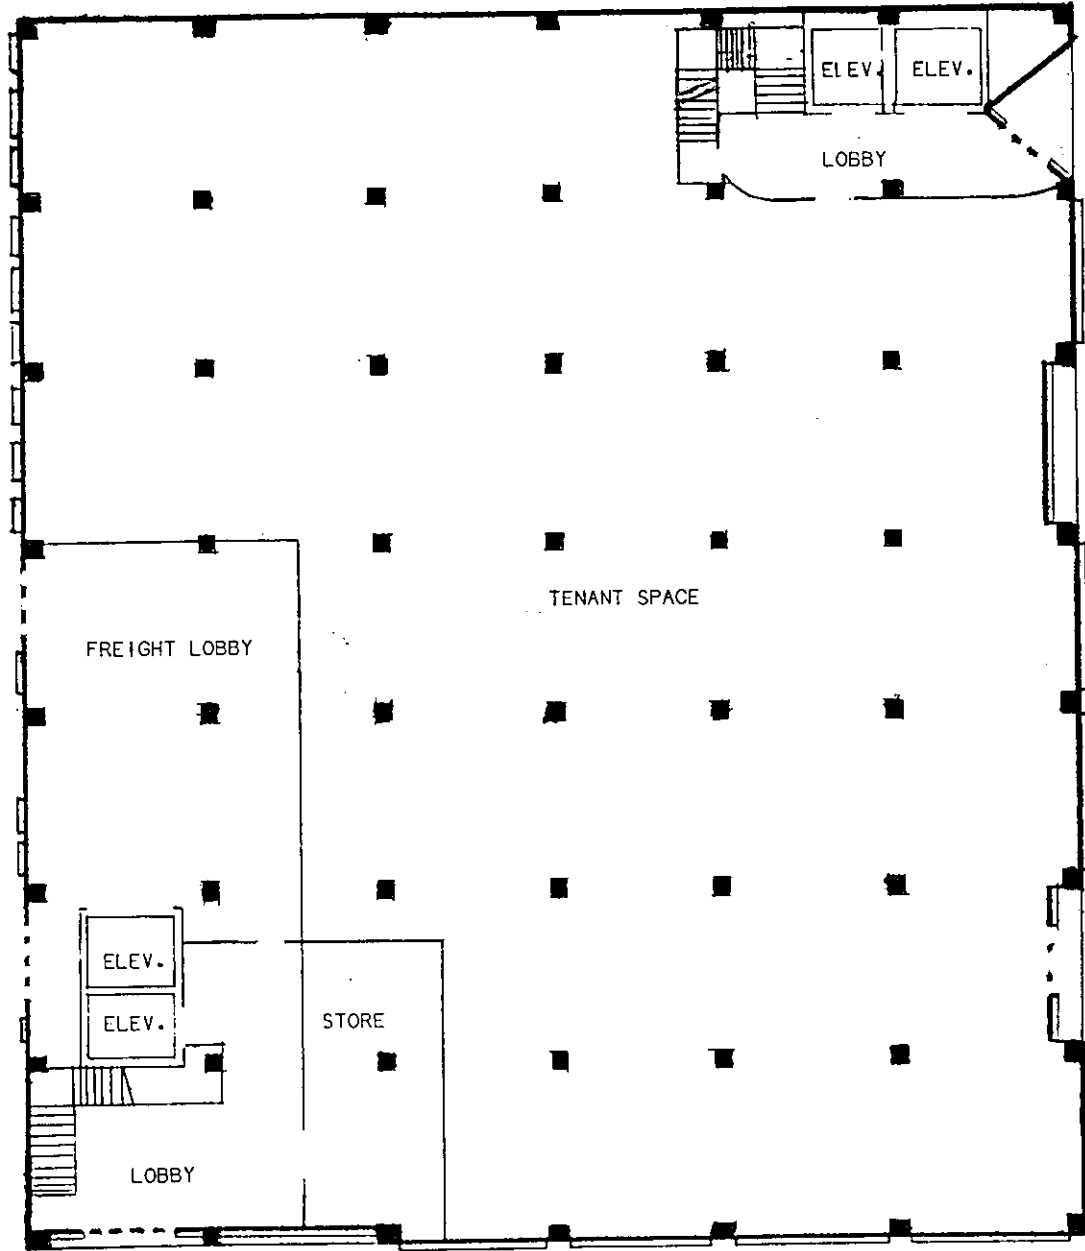 ELEV. ELEV.
LOBBY
TENANT SPACE
FREIGHT LOBBY
ELEV.
ELEV.
STORE
LOBBY